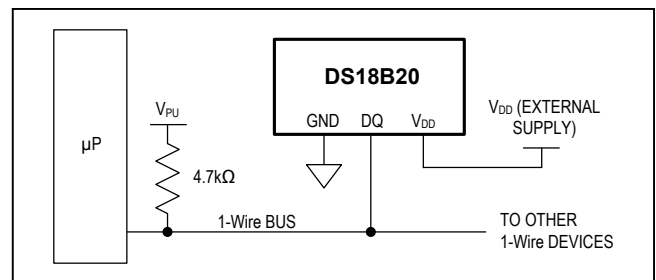 DS18B20
GND DQ VDD
VDD (EXTERNAL
SUPPLY)
VPU
µP
4.7kΩ
1-Wire BUS
TO OTHER
1-Wire DEVICES